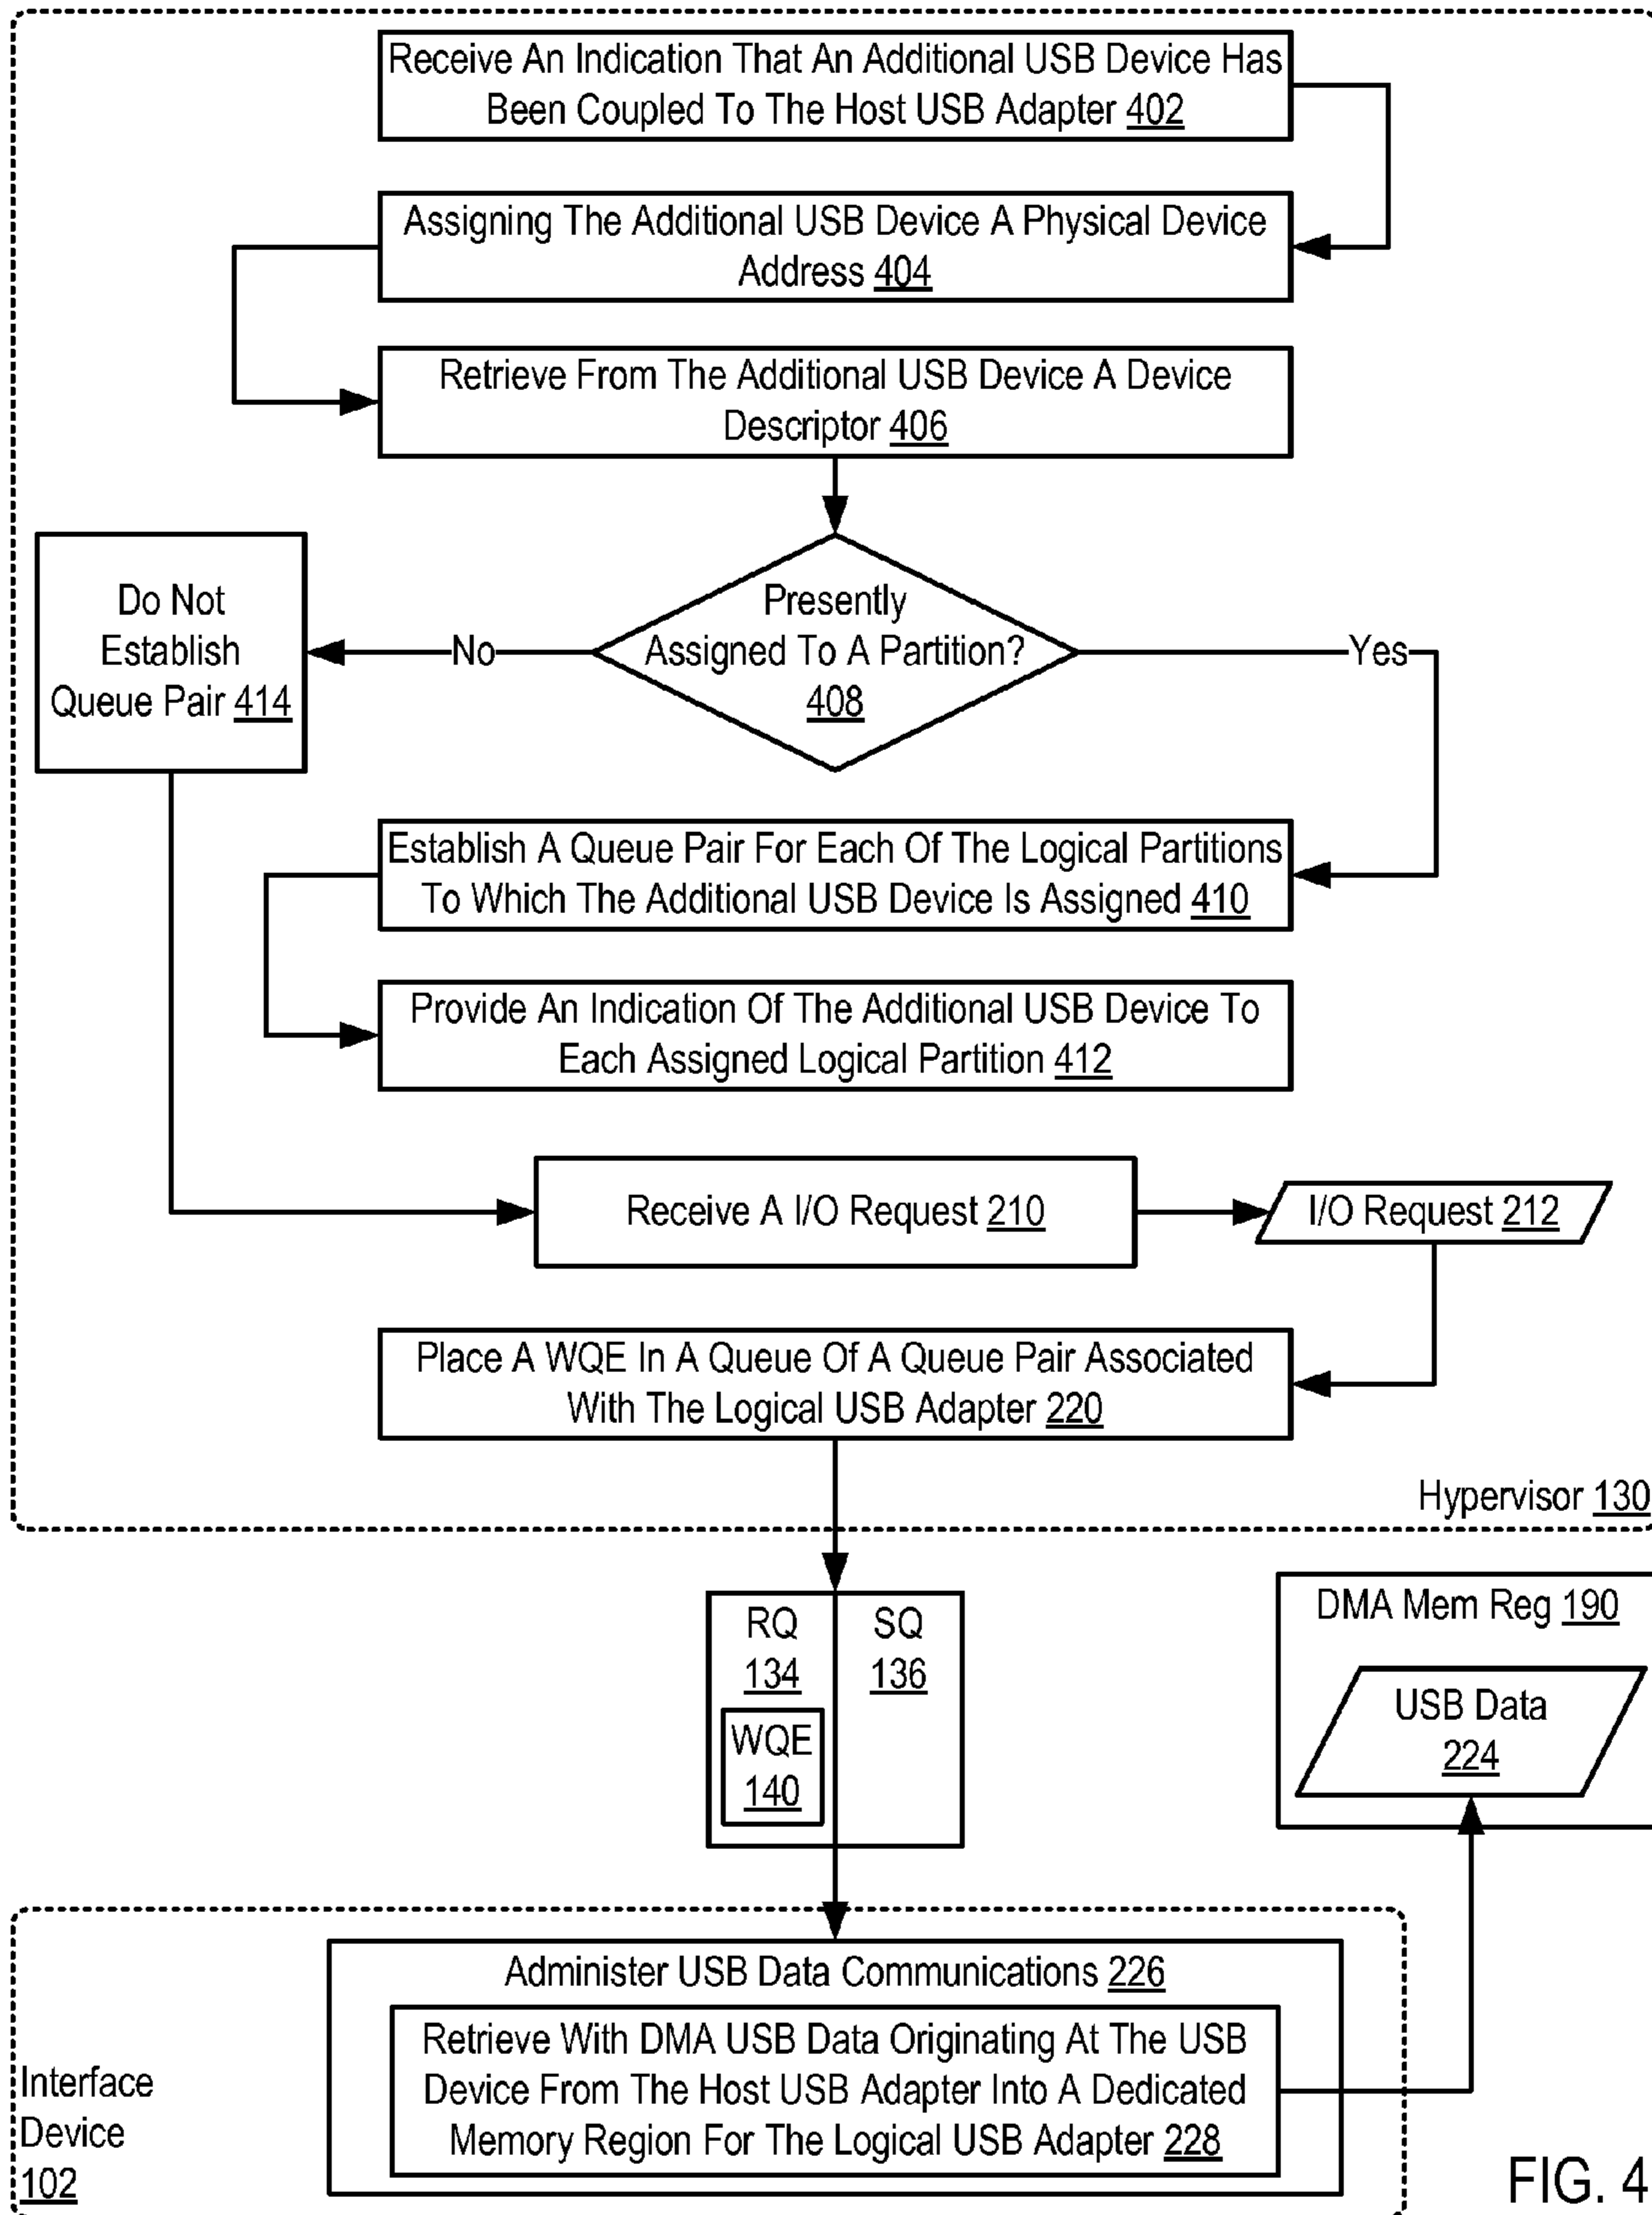 Receive An Indication That An Additional USB Device Has
Been Coupled To The Host USB Adapter 402
Assigning The Additional USB Device A Physical Device
Address 404
Retrieve From The Additional USB Device A Device
Descriptor 406
Presently
Assigned To A Partition?
408
No
Yes
Do Not
Establish
Queue Pair 414
Establish A Queue Pair For Each Of The Logical Partitions
To Which The Additional USB Device Is Assigned 410
Provide An Indication Of The Additional USB Device To
Each Assigned Logical Partition 412
Receive A I/O Request 210
I/O Request 212
Place A WQE In A Queue Of A Queue Pair Associated
With The Logical USB Adapter 220
Hypervisor 130
RQ
134
WQE
140
SQ
136
DMA Mem Reg 190
USB Data
224
Administer USB Data Communications 226
Retrieve With DMA USB Data Originating At The USB
Device From The Host USB Adapter Into A Dedicated
Memory Region For The Logical USB Adapter 228
Interface
Device
102
FIG. 4